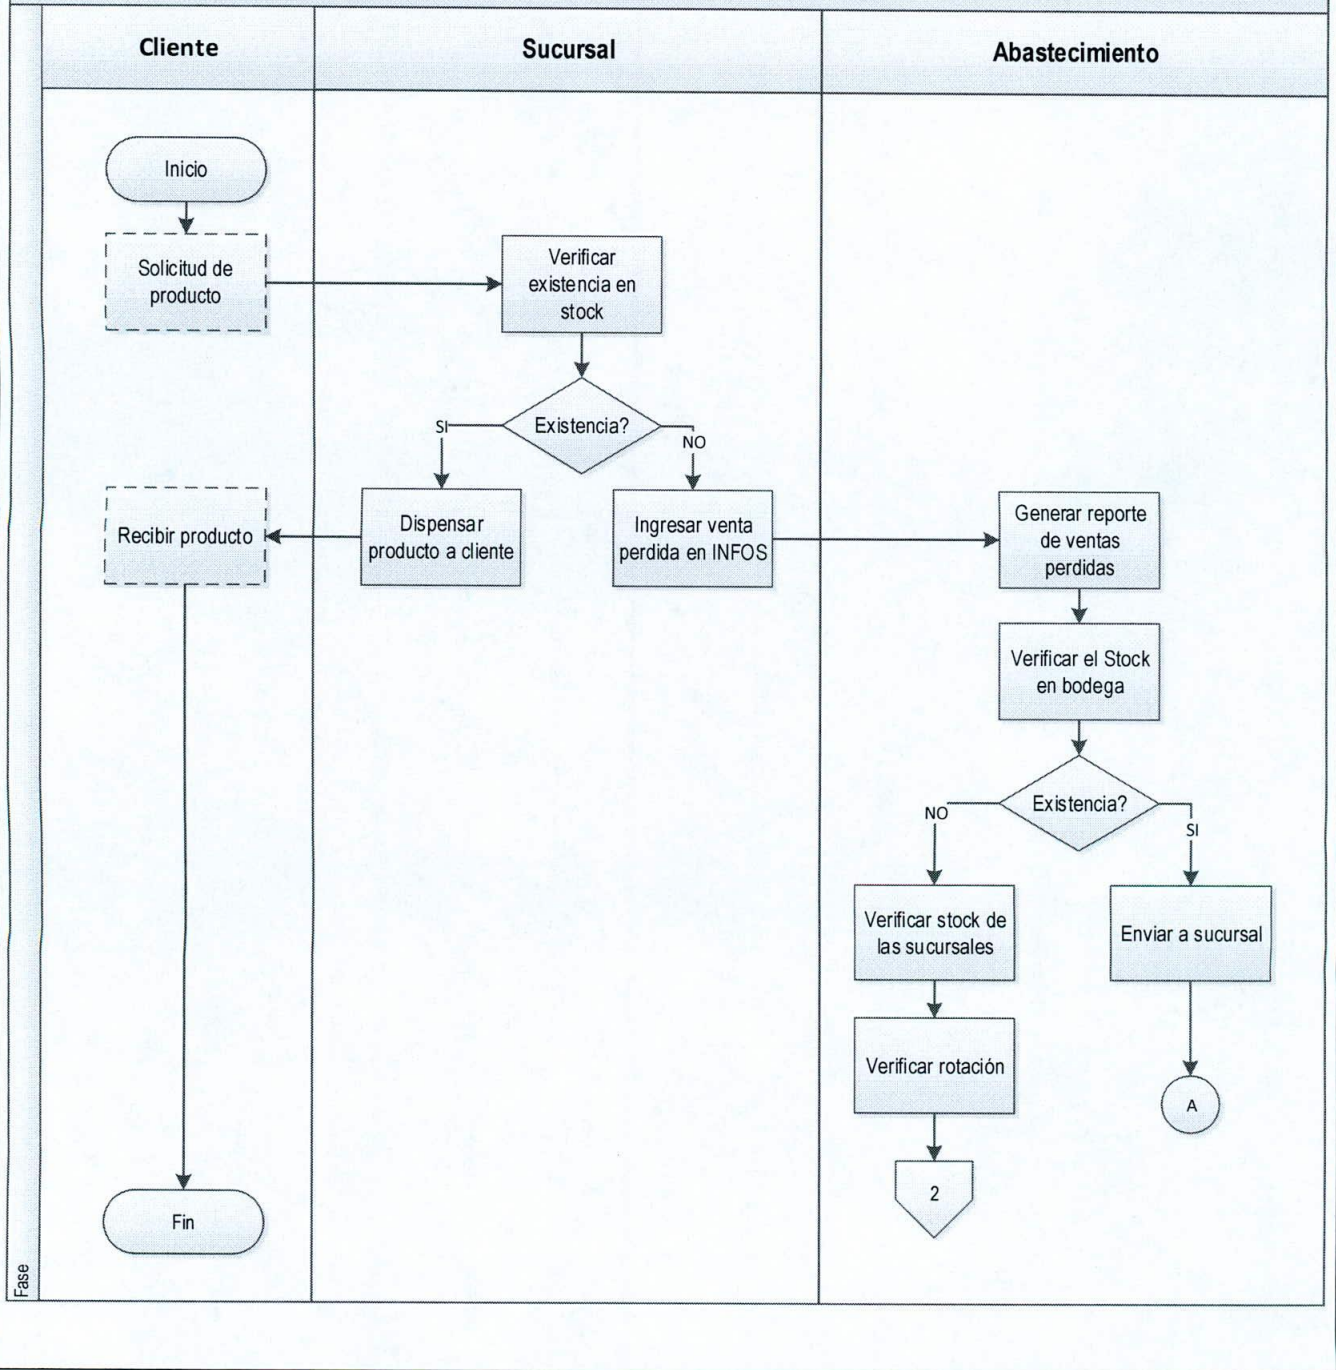 Cliente
Sucursal
Abastecimiento
Inicio
Solicitud de
producto
Verificar
existencia en
stock
Existencia?
SI
NO
Recibir producto
Dispensar
producto a cliente
Ingresar venta
perdida en INFOS
Generar reporte
de ventas
perdidas
Verificar el Stock
en bodega
Existencia?
NO
SI
Verificar stock de
las sucursales
Enviar a sucursal
Verificar rotación
A
2
Fin
Fase